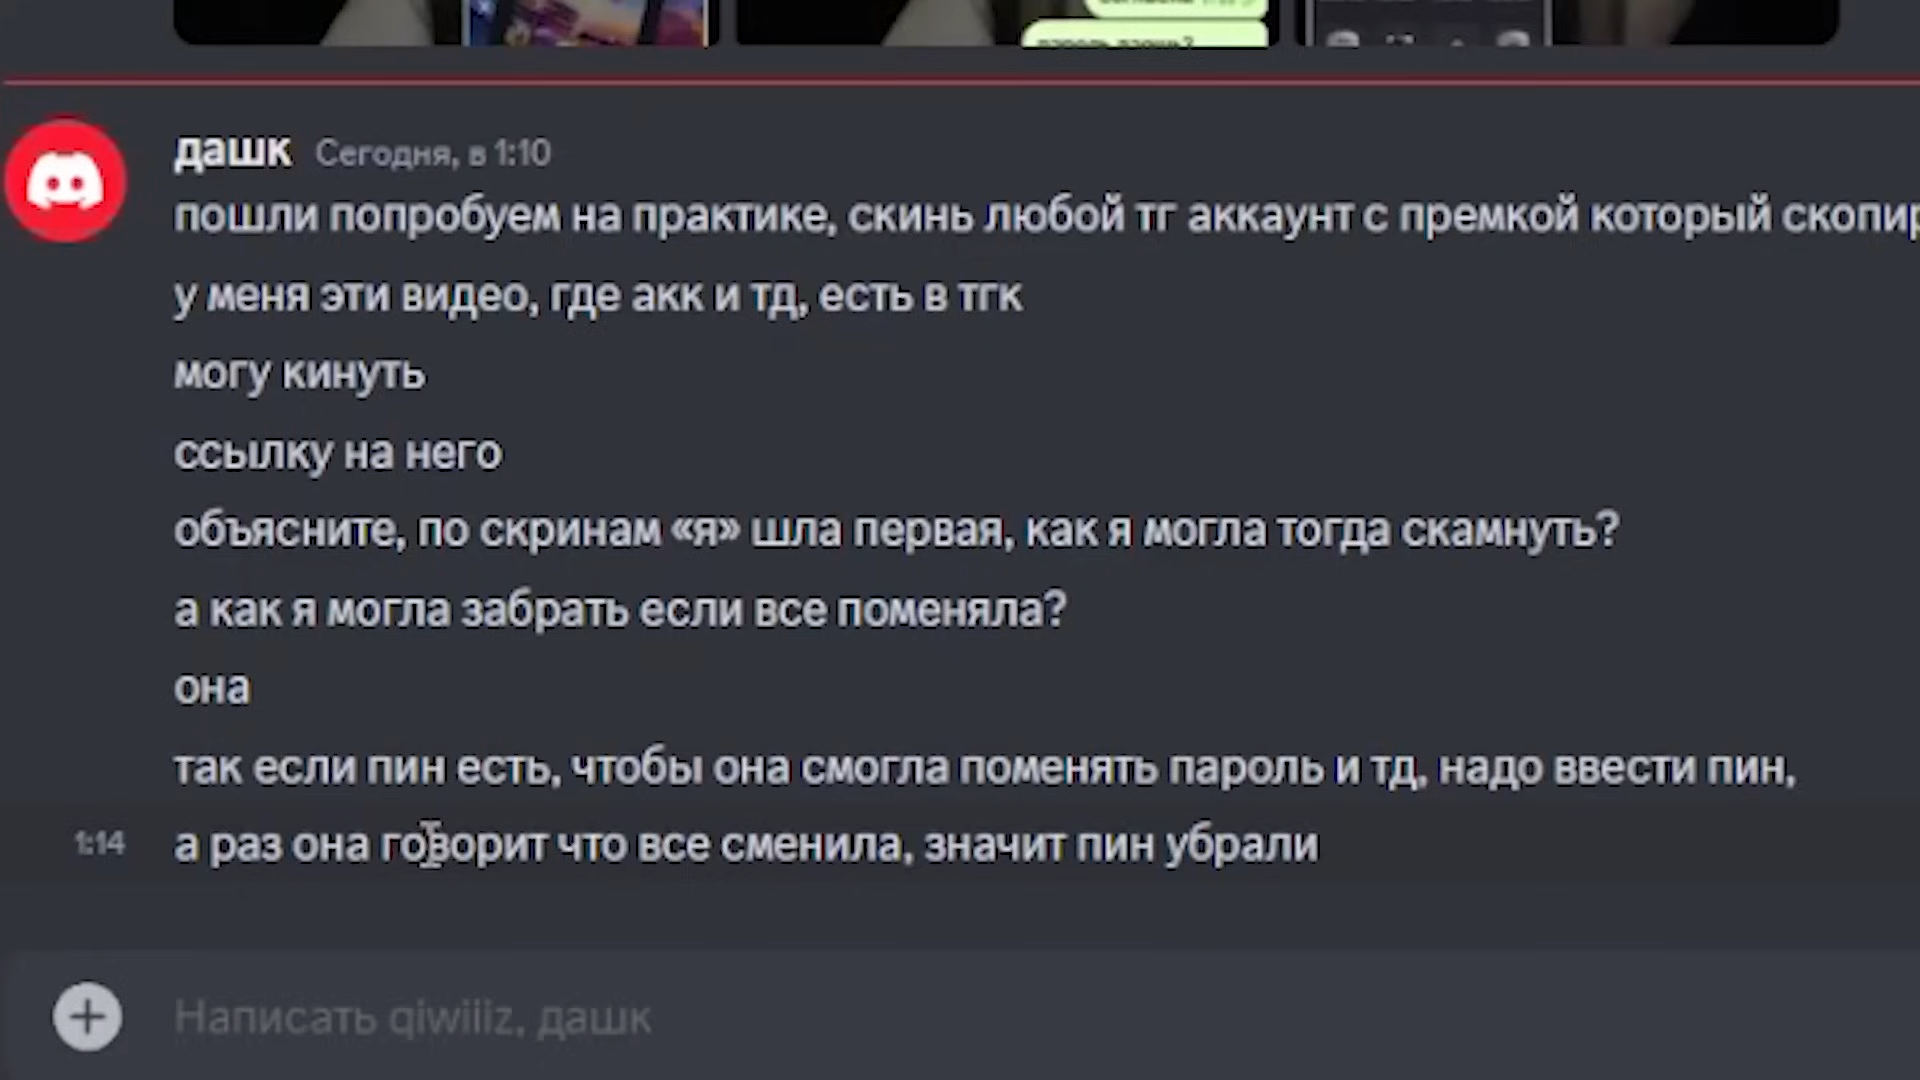 пароль даешь?
дашк Сегодня, в 1:10
пошли попробуем на практике, скинь любой тг аккаунт с премкой который
у меня эти видео, где акк и тд, есть в тгк
могу кинуть
ссылку на него
объясните, по скринам «я» шла первая, как я могла тогда скамнуть?
а как я могла забрать если все поменяла?
она
так если пин есть, чтобы она смогла поменять пароль и тд, надо ввести пин,
1:14 а раз она говорит что все сменила, значит пин убрали
Написать qiwiiiz, дашк